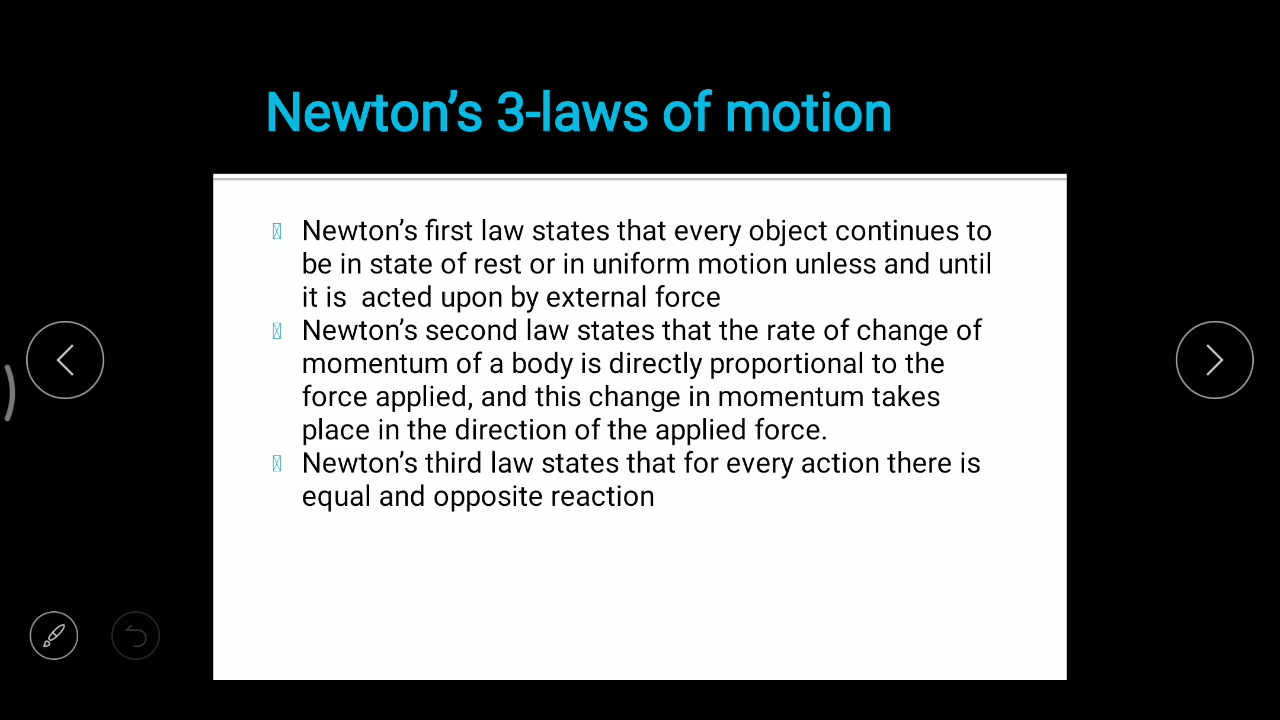 Newton’s 3-laws of motion
Newton’s first law states that every object continues to
be in state of rest or in uniform motion unless and until
it is  acted upon by external force
Newton’s second law states that the rate of change of
momentum of a body is directly proportional to the
force applied, and this change in momentum takes
place in the direction of the applied force.
Newton’s third law states that for every action there is
equal and opposite reaction